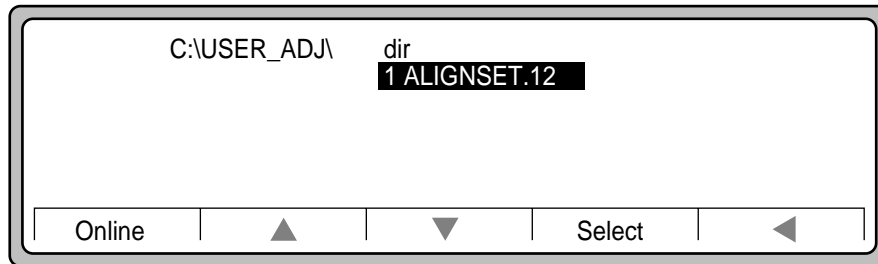 C:\USER_ADJ\ dir
1 ALIGNSET.12
Online ▲ ▼ Select ◀